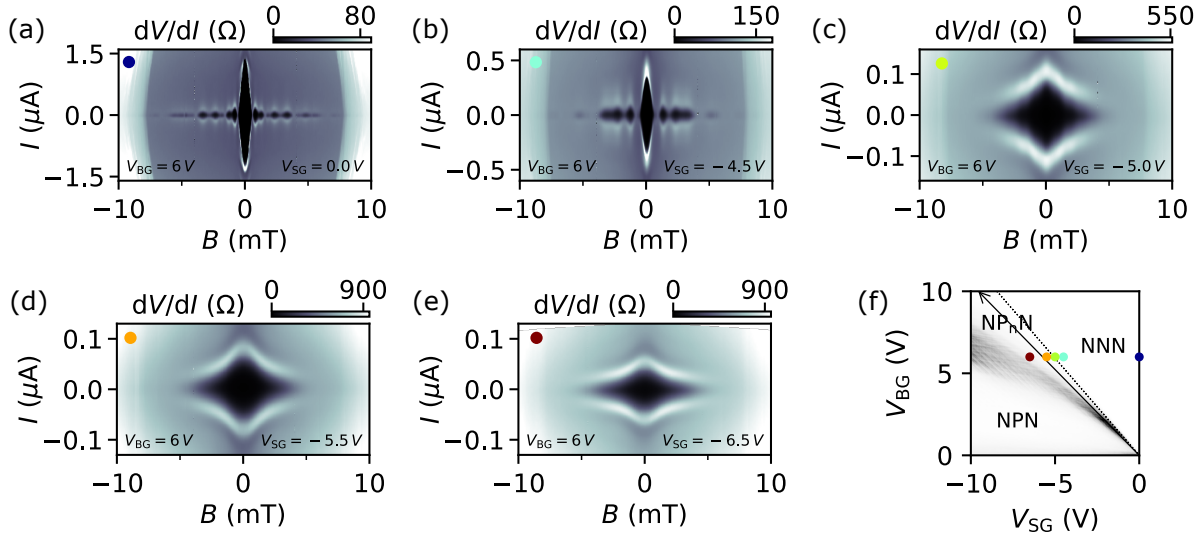 (a) dV/dI (Ω) 0 80
1.5
0.0
−1.5
I (μA)
V_BG = 6 V V_SG = 0.0 V
−10 0 10
B (mT)
(b) dV/dI (Ω) 0 150
0.5
0.0
−0.5
I (μA)
V_BG = 6 V V_SG = −4.5 V
−10 0 10
B (mT)
(c) dV/dI (Ω) 0 550
0.1
0.0
−0.1
I (μA)
V_BG = 6 V V_SG = −5.0 V
−10 0 10
B (mT)
(d) dV/dI (Ω) 0 900
0.1
0.0
−0.1
I (μA)
V_BG = 6 V V_SG = −5.5 V
−10 0 10
B (mT)
(e) dV/dI (Ω) 0 900
0.1
0.0
−0.1
I (μA)
V_BG = 6 V V_SG = −6.5 V
−10 0 10
B (mT)
(f)
10
5
0
V_BG (V)
NP_nN
NNN
NPN
−10 −5 0
V_SG (V)